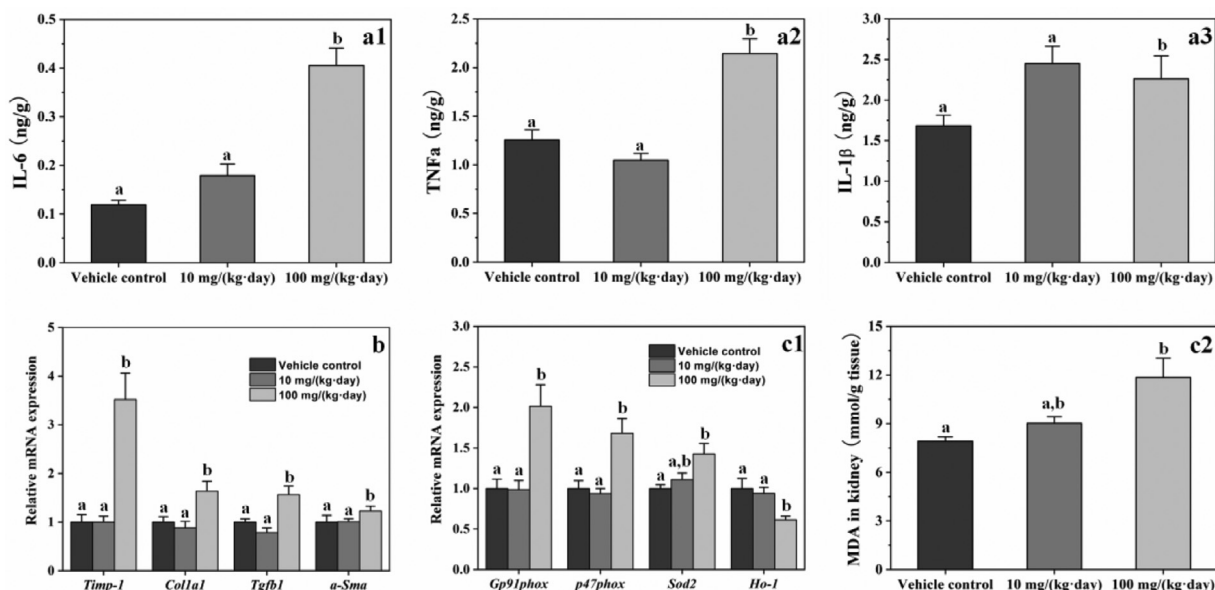 a1
IL-6 (ng/g)
0.5
0.4
0.3
0.2
0.1
0.0
a
a
b
Vehicle control 10 mg/(kg·day) 100 mg/(kg·day)
a2
TNFa (ng/g)
2.5
2.0
1.5
1.0
0.5
0.0
a
a
b
Vehicle control 10 mg/(kg·day) 100 mg/(kg·day)
a3
IL-1β (ng/g)
3.0
2.5
2.0
1.5
1.0
0.5
0.0
a
a
b
Vehicle control 10 mg/(kg·day) 100 mg/(kg·day)
b
Relative mRNA expression
5
4
3
2
1
0
Vehicle control
10 mg/(kg·day)
100 mg/(kg·day)
a a b a a b a a b a a b
Timp-1 Col1a1 Tgfb1 a-Sma
c1
Relative mRNA expression
3.0
2.5
2.0
1.5
1.0
0.5
0.0
Vehicle control
10 mg/(kg·day)
100 mg/(kg·day)
a a b a a b a a,b b a a b
Gp91phox p47phox Sod2 Ho-1
c2
MDA in kidney (mmol/g tissue)
15
12
9
6
3
0
a
a,b
b
Vehicle control 10 mg/(kg·day) 100 mg/(kg·day)